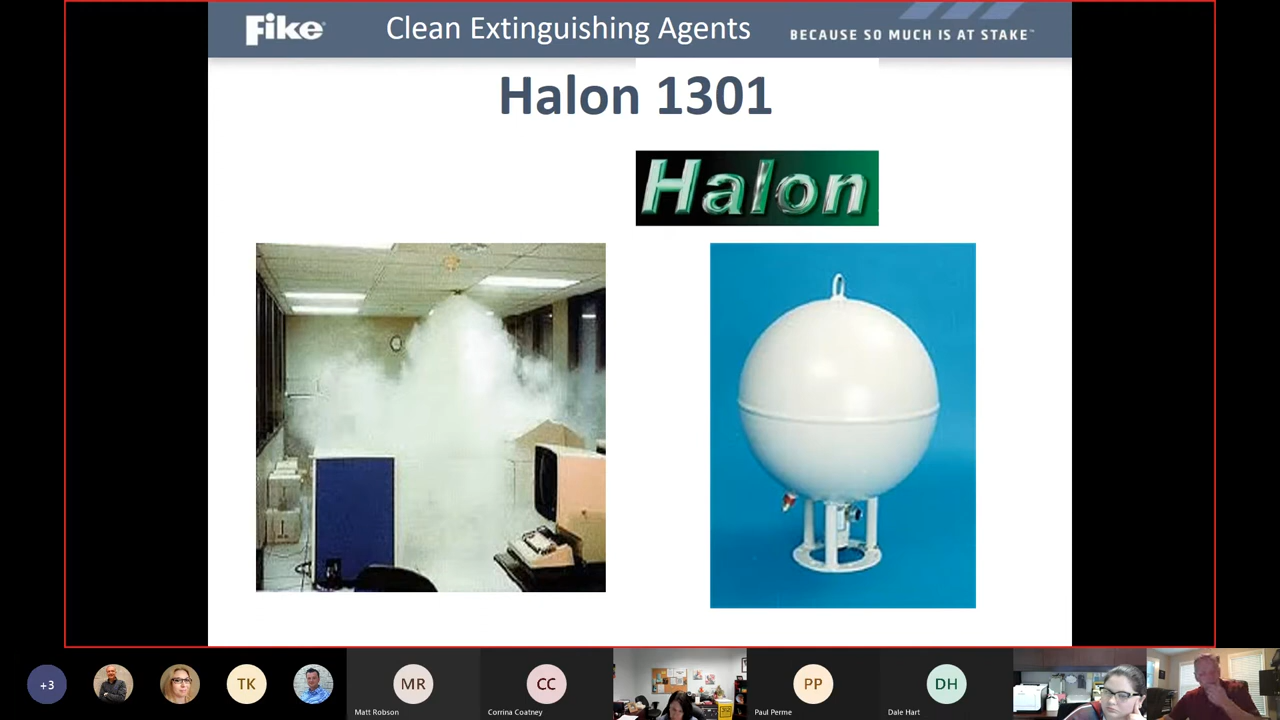 Fike®
Clean Extinguishing Agents
BECAUSE SO MUCH IS AT STAKE™
Halon 1301
Halon
+3
TK
MR
Matt Robson
CC
Corrina Coatney
PP
Paul Perme
DH
Dale Hart